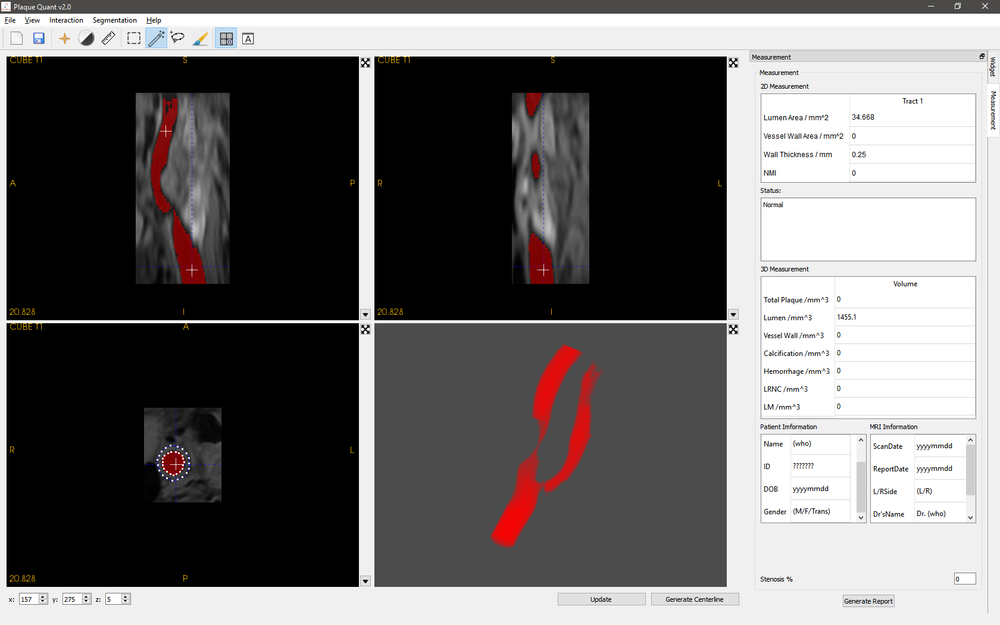 Plaque Quant v2.0
File View Interaction Segmentation Help
A
CUBE T1
S
A
P
20.828
I
CUBE T1
S
R
L
20.828
I
CUBE T1
A
R
L
20.828
P
x: 157 y: 275 z: 5
Update
Generate Centerline
Measurement
Widget
Measurement
Measurement
2D Measurement
Tract 1
Lumen Area / mm^2 34.668
Vessel Wall Area / mm^2 0
Wall Thickness / mm 0.25
NMI 0
Status:
Normal
3D Measurement
Volume
Total Plaque /mm^3 0
Lumen /mm^3 1455.1
Vessel Wall /mm^3 0
Calcification /mm^3 0
Hemorrhage /mm^3 0
LRNC /mm^3 0
LM /mm^3 0
Patient Imformation
Name (who)
ID ???????
DOB yyyymmdd
Gender (M/F/Trans)
MRI Imformation
ScanDate yyyymmdd
ReportDate yyyymmdd
L/RSide (L/R)
Dr'sName Dr. (who)
Stenosis % 0
Generate Report